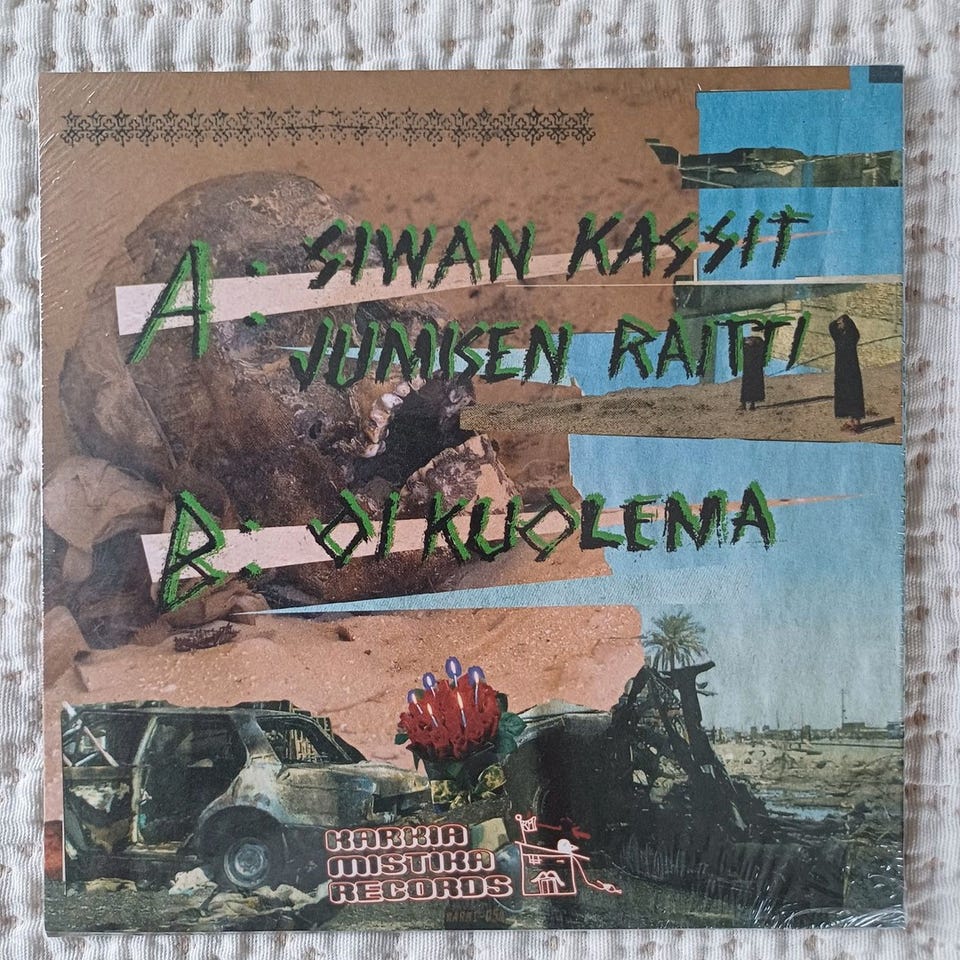 A: SIWAN KASSIT
JUMISEN RAITTI
B: OI KUOLEMA
KARKIA
MISTIKA
RECORDS